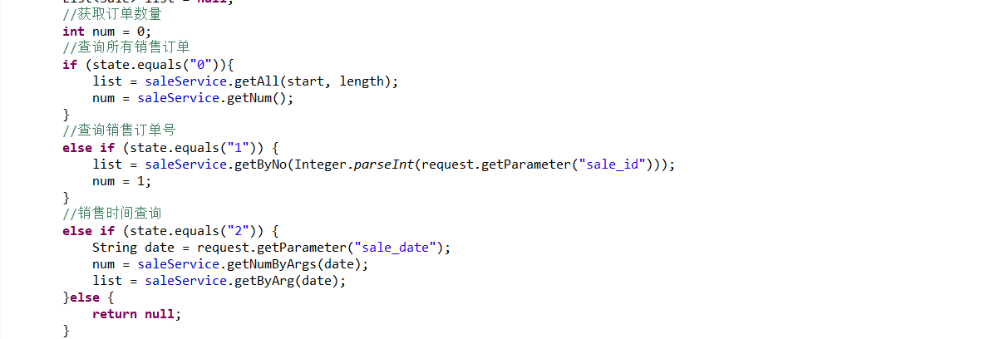 List<Sale> list = null;
//获取订单数量
int num = 0;
//查询所有销售订单
if (state.equals("0")){
list = saleService.getAll(start, length);
num = saleService.getNum();
}
//查询销售订单号
else if (state.equals("1")) {
list = saleService.getByNo(Integer.parseInt(request.getParameter("sale_id")));
num = 1;
}
//销售时间查询
else if (state.equals("2")) {
String date = request.getParameter("sale_date");
num = saleService.getNumByArgs(date);
list = saleService.getByArg(date);
}else {
return null;
}